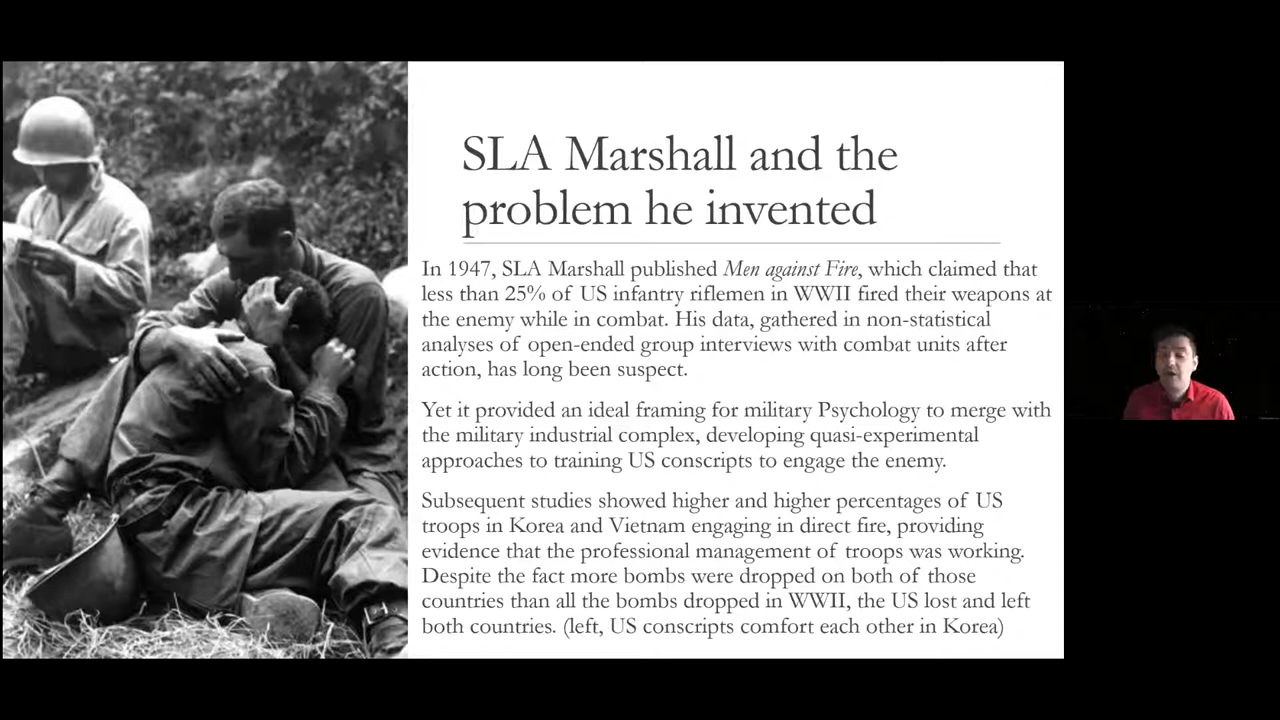 SLA Marshall and the
problem he invented
In 1947, SLA Marshall published Men against Fire, which claimed that
less than 25% of US infantry riflemen in WWII fired their weapons at
the enemy while in combat. His data, gathered in non-statistical
analyses of open-ended group interviews with combat units after
action, has long been suspect.
Yet it provided an ideal framing for military Psychology to merge with
the military industrial complex, developing quasi-experimental
approaches to training US conscripts to engage the enemy.
Subsequent studies showed higher and higher percentages of US
troops in Korea and Vietnam engaging in direct fire, providing
evidence that the professional management of troops was working.
Despite the fact more bombs were dropped on both of those
countries than all the bombs dropped in WWII, the US lost and left
both countries. (left, US conscripts comfort each other in Korea)